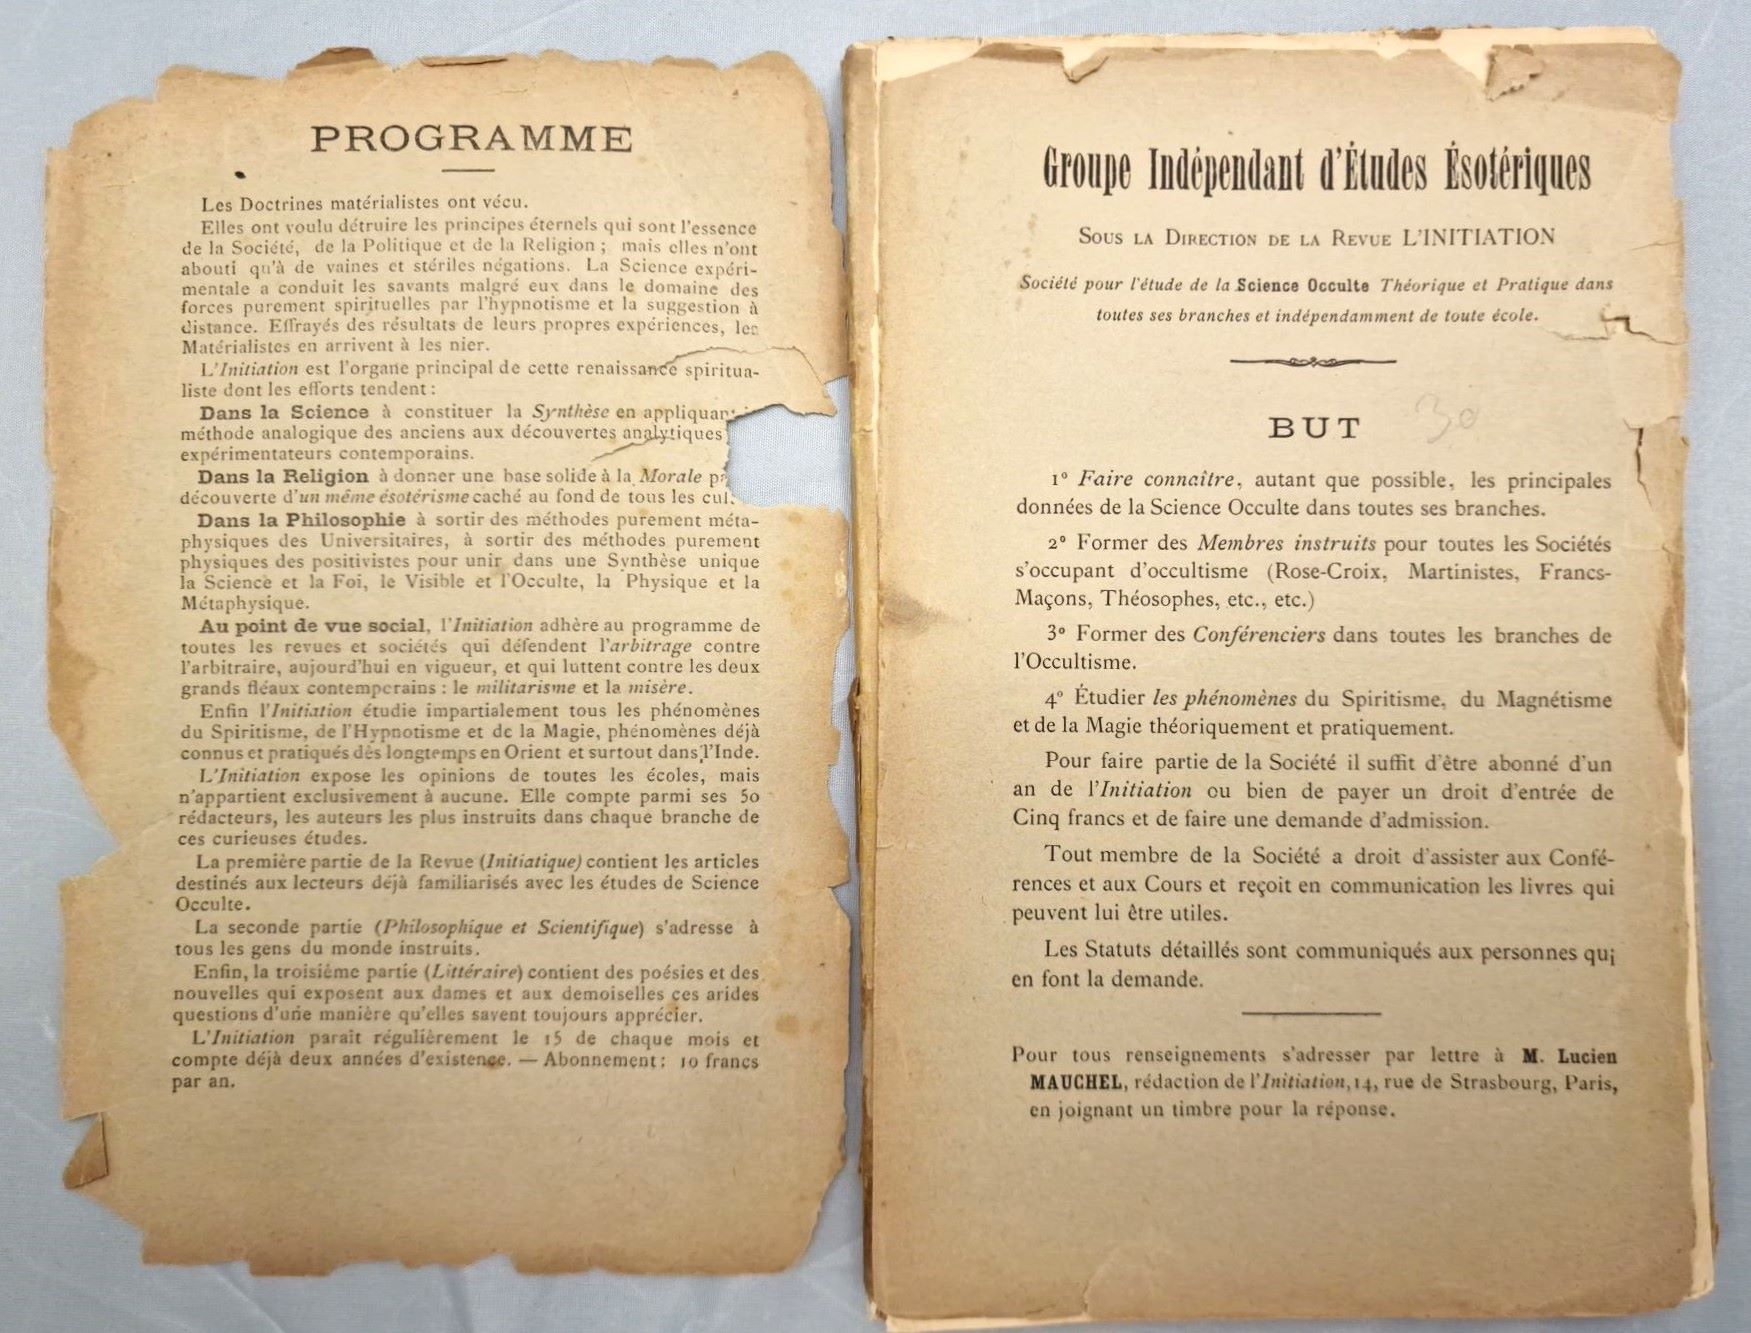 PROGRAMME
Les Doctrines matérialistes ont vécu.
Elles ont voulu détruire les principes éternels qui sont l'essence
de la Société, de la Politique et de la Religion ; mais elles n'ont
abouti qu'à de vaines et stériles négations. La Science expéri-
mentale a conduit les savants malgré eux dans le domaine des
forces purement spirituelles par l'hypnotisme et la suggestion à
distance. Effrayés des résultats de leurs propres expériences, les
Matérialistes en arrivent à les nier.
L'Initiation est l'organe principal de cette renaissance spiritua-
liste dont les efforts tendent :
Dans la Science à constituer la Synthèse en appliquant
méthode analogique des anciens aux découvertes analytiques
expérimentateurs contemporains.
Dans la Religion à donner une base solide à la Morale
découverte d'un même ésotérisme caché au fond de tous les
Dans la Philosophie à sortir des méthodes purement méta-
physiques des Universitaires, à sortir des méthodes purement
physiques des positivistes pour unir dans une Synthèse unique
la Science et la Foi, le Visible et l'Occulte, la Physique et la
Métaphysique.
Au point de vue social, l'Initiation adhère au programme de
toutes les revues et sociétés qui défendent l'arbitrage contre
l'arbitraire, aujourd'hui en vigueur, et qui luttent contre les deux
grands fléaux contemporains : le militarisme et la misère.
Enfin l'Initiation étudie impartialement tous les phénomènes
du Spiritisme, de l'Hypnotisme et de la Magie, phénomènes déjà
connus et pratiqués dès longtemps en Orient et surtout dans l'Inde.
L'Initiation expose les opinions de toutes les écoles, mais
n'appartient exclusivement à aucune. Elle compte parmi ses 50
rédacteurs, les auteurs les plus instruits dans chaque branche de
ces curieuses études.
La première partie de la Revue (Initiatique) contient les articles
destinés aux lecteurs déjà familiarisés avec les études de Science
Occulte.
La seconde partie (Philosophique et Scientifique) s'adresse à
tous les gens du monde instruits.
Enfin, la troisième partie (Littéraire) contient des poésies et des
nouvelles qui exposent aux dames et aux demoiselles ces arides
questions d'une manière qu'elles savent toujours apprécier.
L'Initiation paraît régulièrement le 15 de chaque mois et
compte déjà deux années d'existence. — Abonnement : 10 francs
par an.
Groupe Indépendant d'Études Ésotériques
SOUS LA DIRECTION DE LA REVUE L'INITIATION
Société pour l'étude de la Science Occulte Théorique et Pratique dans
toutes ses branches et indépendamment de toute école.
BUT
30
1° Faire connaître, autant que possible, les principales
données de la Science Occulte dans toutes ses branches.
2° Former des Membres instruits pour toutes les Sociétés
s'occupant d'occultisme (Rose-Croix, Martinistes, Francs-
Maçons, Théosophes, etc., etc.)
3° Former des Conférenciers dans toutes les branches de
l'Occultisme.
4° Étudier les phénomènes du Spiritisme, du Magnétisme
et de la Magie théoriquement et pratiquement.
Pour faire partie de la Société il suffit d'être abonné d'un
an de l'Initiation ou bien de payer un droit d'entrée de
Cinq francs et de faire une demande d'admission.
Tout membre de la Société a droit d'assister aux Confé-
rences et aux Cours et reçoit en communication les livres qui
peuvent lui être utiles.
Les Statuts détaillés sont communiqués aux personnes qui
en font la demande.
Pour tous renseignements s'adresser par lettre à M. Lucien
MAUCHEL, rédaction de l'Initiation, 14, rue de Strasbourg, Paris,
en joignant un timbre pour la réponse.